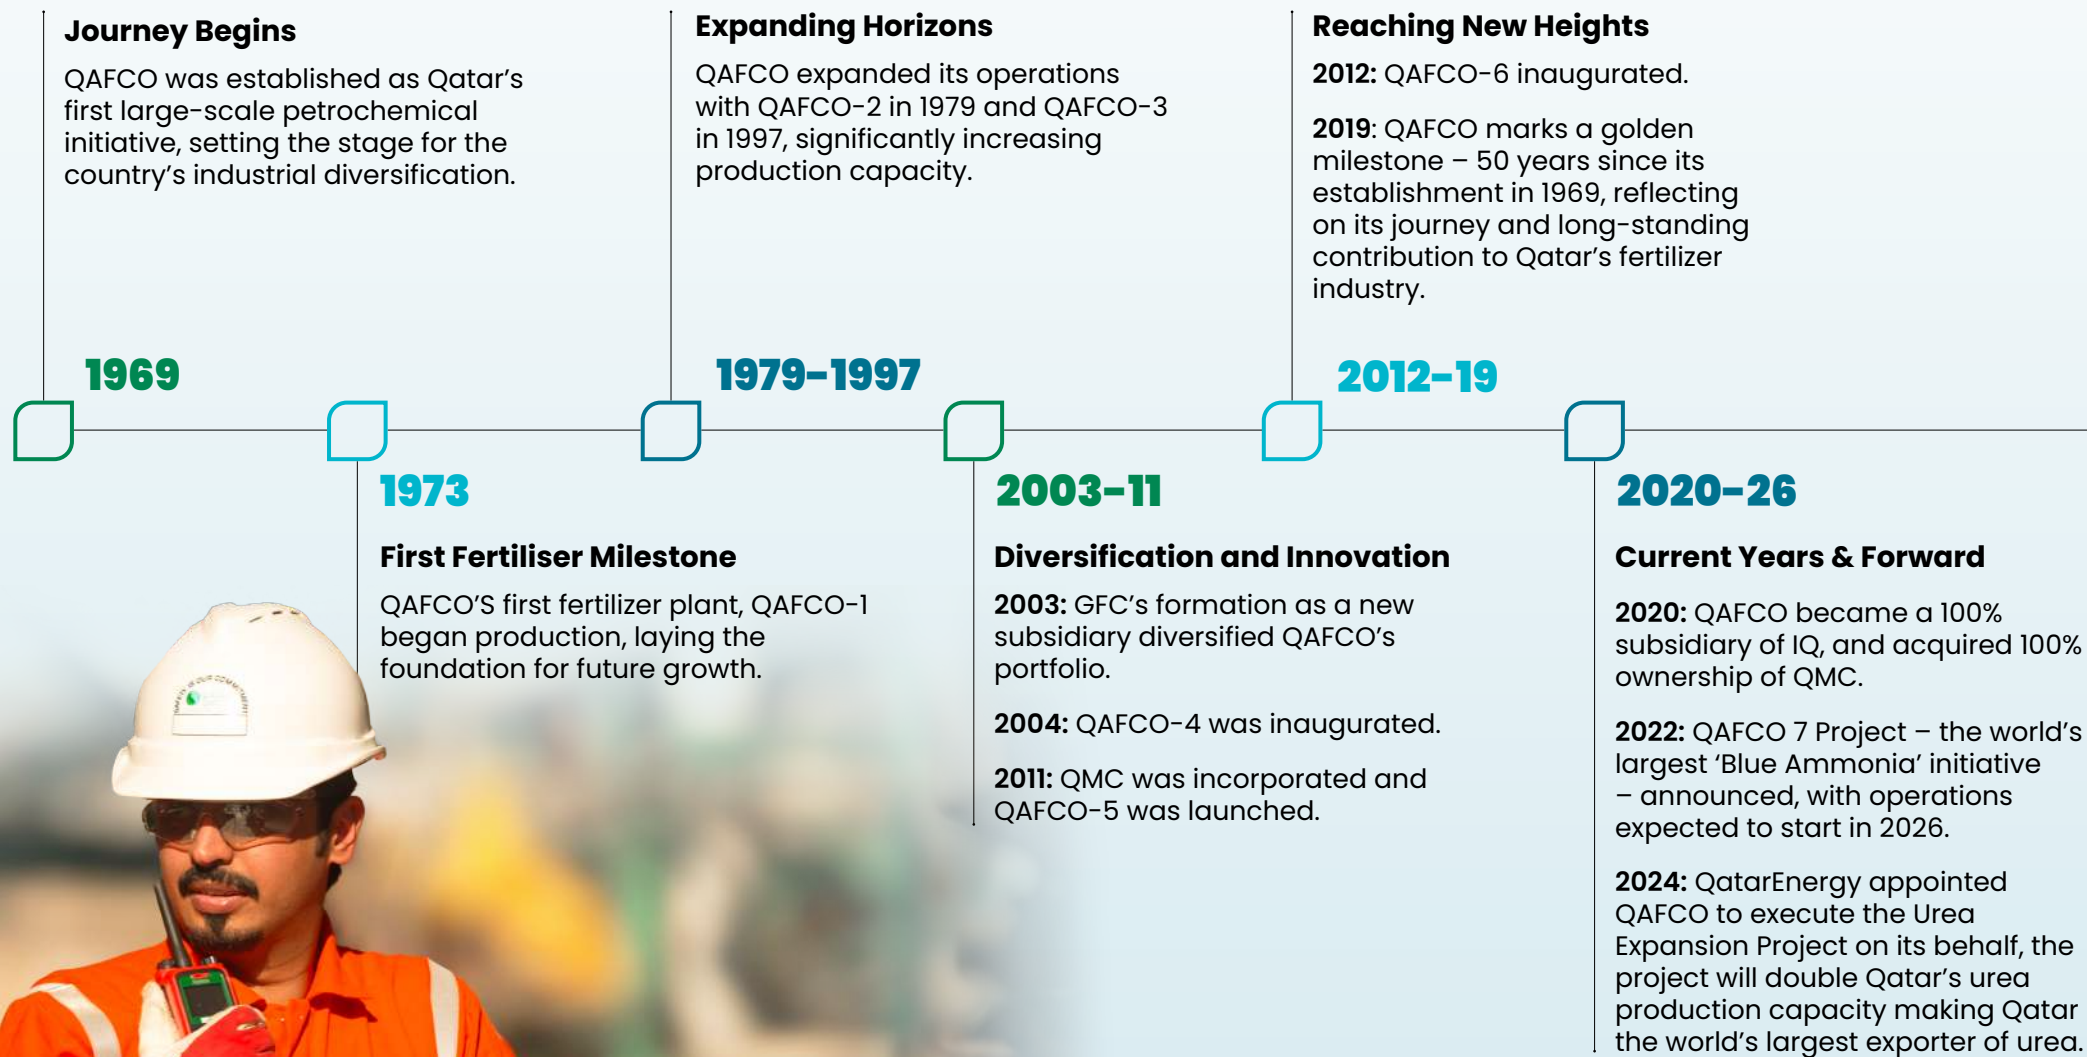 Journey Begins
QAFCO was established as Qatar's
first large-scale petrochemical
initiative, setting the stage for the
country's industrial diversification.
1969
1973
First Fertiliser Milestone
QAFCO'S first fertilizer plant, QAFCO-1
began production, laying the
foundation for future growth.
Expanding Horizons
QAFCO expanded its operations
with QAFCO-2 in 1979 and QAFCO-3
in 1997, significantly increasing
production capacity.
1979-1997
2003-11
Diversification and Innovation
2003: GFC's formation as a new
subsidiary diversified QAFCO's
portfolio.
2004: QAFCO-4 was inaugurated.
2011: QMC was incorporated and
QAFCO-5 was launched.
Reaching New Heights
2012: QAFCO-6 inaugurated.
2019: QAFCO marks a golden
milestone – 50 years since its
establishment in 1969, reflecting
on its journey and long-standing
contribution to Qatar's fertilizer
industry.
2012-19
2020-26
Current Years & Forward
2020: QAFCO became a 100%
subsidiary of IQ, and acquired 100%
ownership of QMC.
2022: QAFCO 7 Project – the world's
largest 'Blue Ammonia' initiative
– announced, with operations
expected to start in 2026.
2024: QatarEnergy appointed
QAFCO to execute the Urea
Expansion Project on its behalf, the
project will double Qatar's urea
production capacity making Qatar
the world's largest exporter of urea.
SAFETY IS OUR COMMITMENT